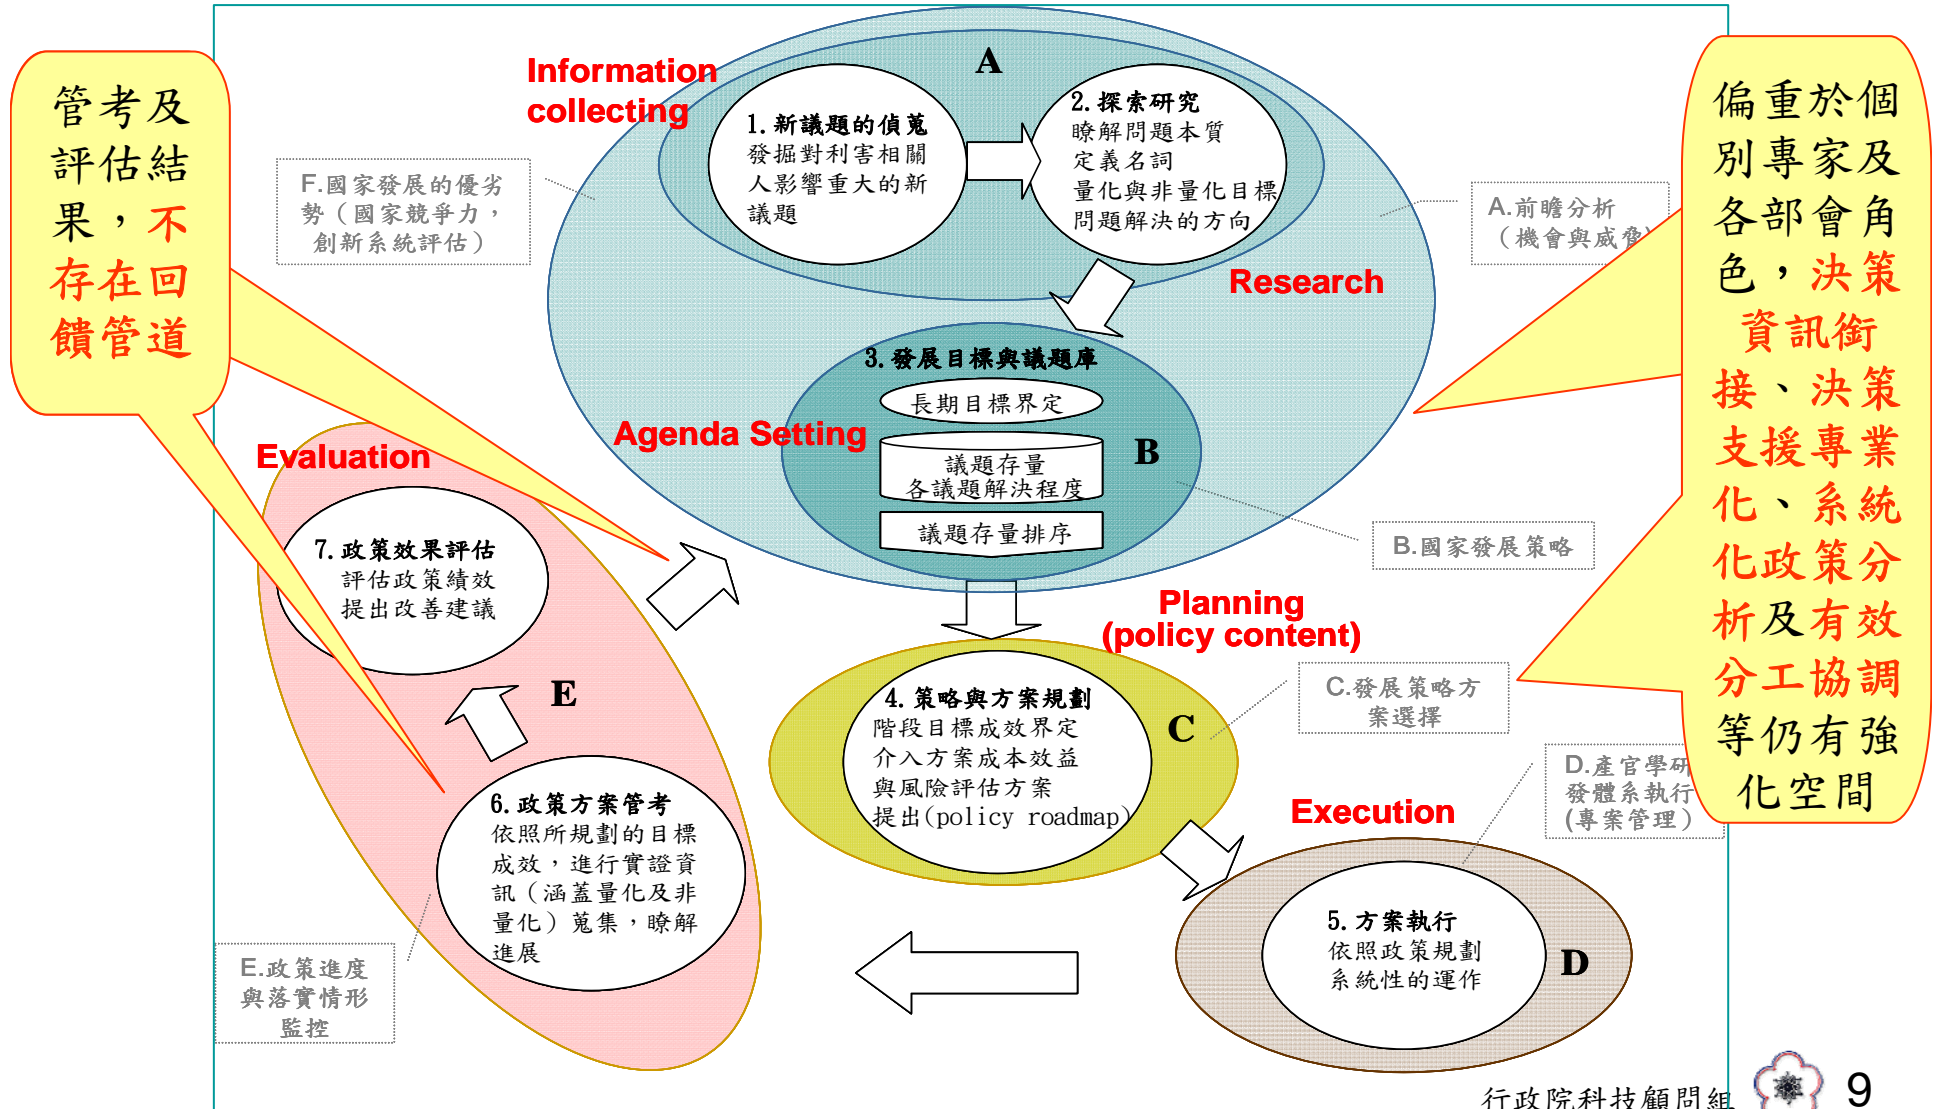 管考及
評估結
果，不
存在回
饋管道
Information
collecting
A
1.新議題的偵蒐
發掘對利害相關
人影響重大的新
議題
2.探索研究
瞭解問題本質
定義名詞
量化與非量化目標
問題解決的方向
F.國家發展的優劣
勢（國家競爭力，
創新系統評估）
A.前瞻分析
（機會與威脅）
Research
偏重於個
別專家及
各部會角
色，決策
資訊銜
接、決策
支援專業
化、系統
化政策分
析及有效
分工協調
等仍有強
化空間
3.發展目標與議題庫
長期目標界定
Agenda Setting
B
議題存量
各議題解決程度
議題存量排序
B.國家發展策略
Evaluation
7.政策效果評估
評估政策績效
提出改善建議
E
Planning
(policy content)
4.策略與方案規劃
階段目標成效界定
介入方案成本效益
與風險評估方案
提出(policy roadmap)
C
C.發展策略方
案選擇
D.產官學研
發體系執行
(專案管理）
Execution
6.政策方案管考
依照所規劃的目標
成效，進行實證資
訊（涵蓋量化及非
量化）蒐集，瞭解
進展
5.方案執行
依照政策規劃
系統性的運作
D
E.政策進度
與落實情形
監控
行政院科技顧問組
9